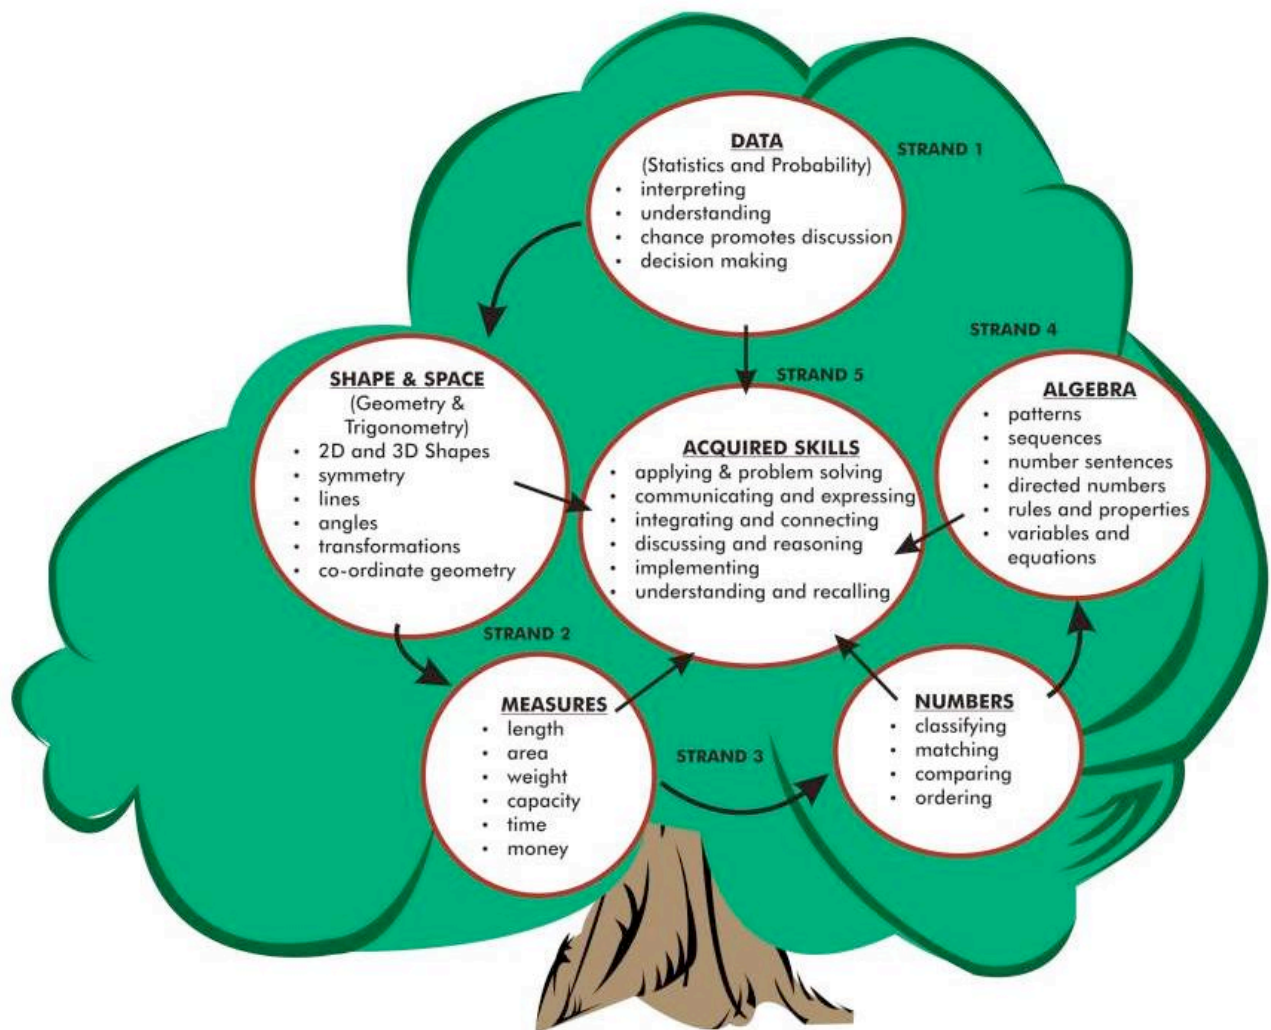 DATA
(Statistics and Probability)
• interpreting
• understanding
• chance promotes discussion
• decision making
STRAND 1
SHAPE & SPACE
(Geometry &
Trigonometry)
• 2D and 3D Shapes
• symmetry
• lines
• angles
• transformations
• co-ordinate geometry
STRAND 2
STRAND 5
ACQUIRED SKILLS
• applying & problem solving
• communicating and expressing
• integrating and connecting
• discussing and reasoning
• implementing
• understanding and recalling
STRAND 4
ALGEBRA
• patterns
• sequences
• number sentences
• directed numbers
• rules and properties
• variables and
equations
MEASURES
• length
• area
• weight
• capacity
• time
• money
STRAND 3
NUMBERS
• classifying
• matching
• comparing
• ordering